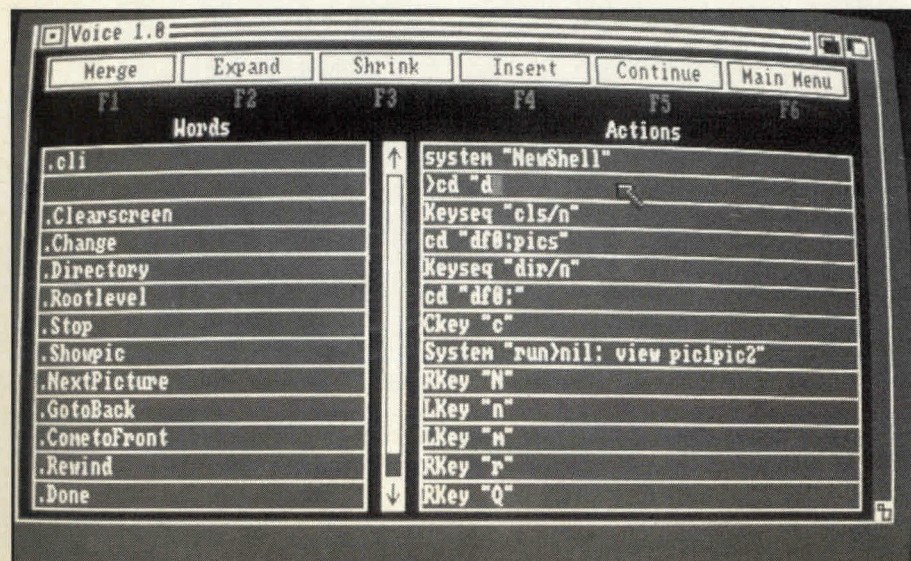 Voice 1.0
Merge Expand Shrink Insert Continue Main Menu
F1 F2 F3 F4 F5 F6
Words Actions
.cli system "NewShell"
>cd "d
.Clearscreen Keyseq "cls/n"
.Change cd "df0:pics"
.Directory Keyseq "dir/n"
.Rootlevel cd "df0:"
.Stop Ckey "c"
.Showpic System "run>nil: view pic1pic2"
.NextPicture RKey "N"
.GotoBack LKey "n"
.CometoFront LKey "m"
.Rewind RKey "r"
.Done RKey "Q"